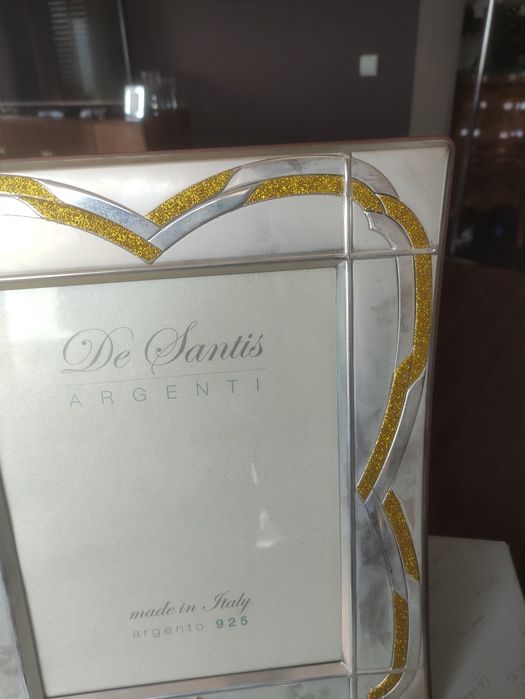 De Santis
ARGENTI
made in Italy
argento 925